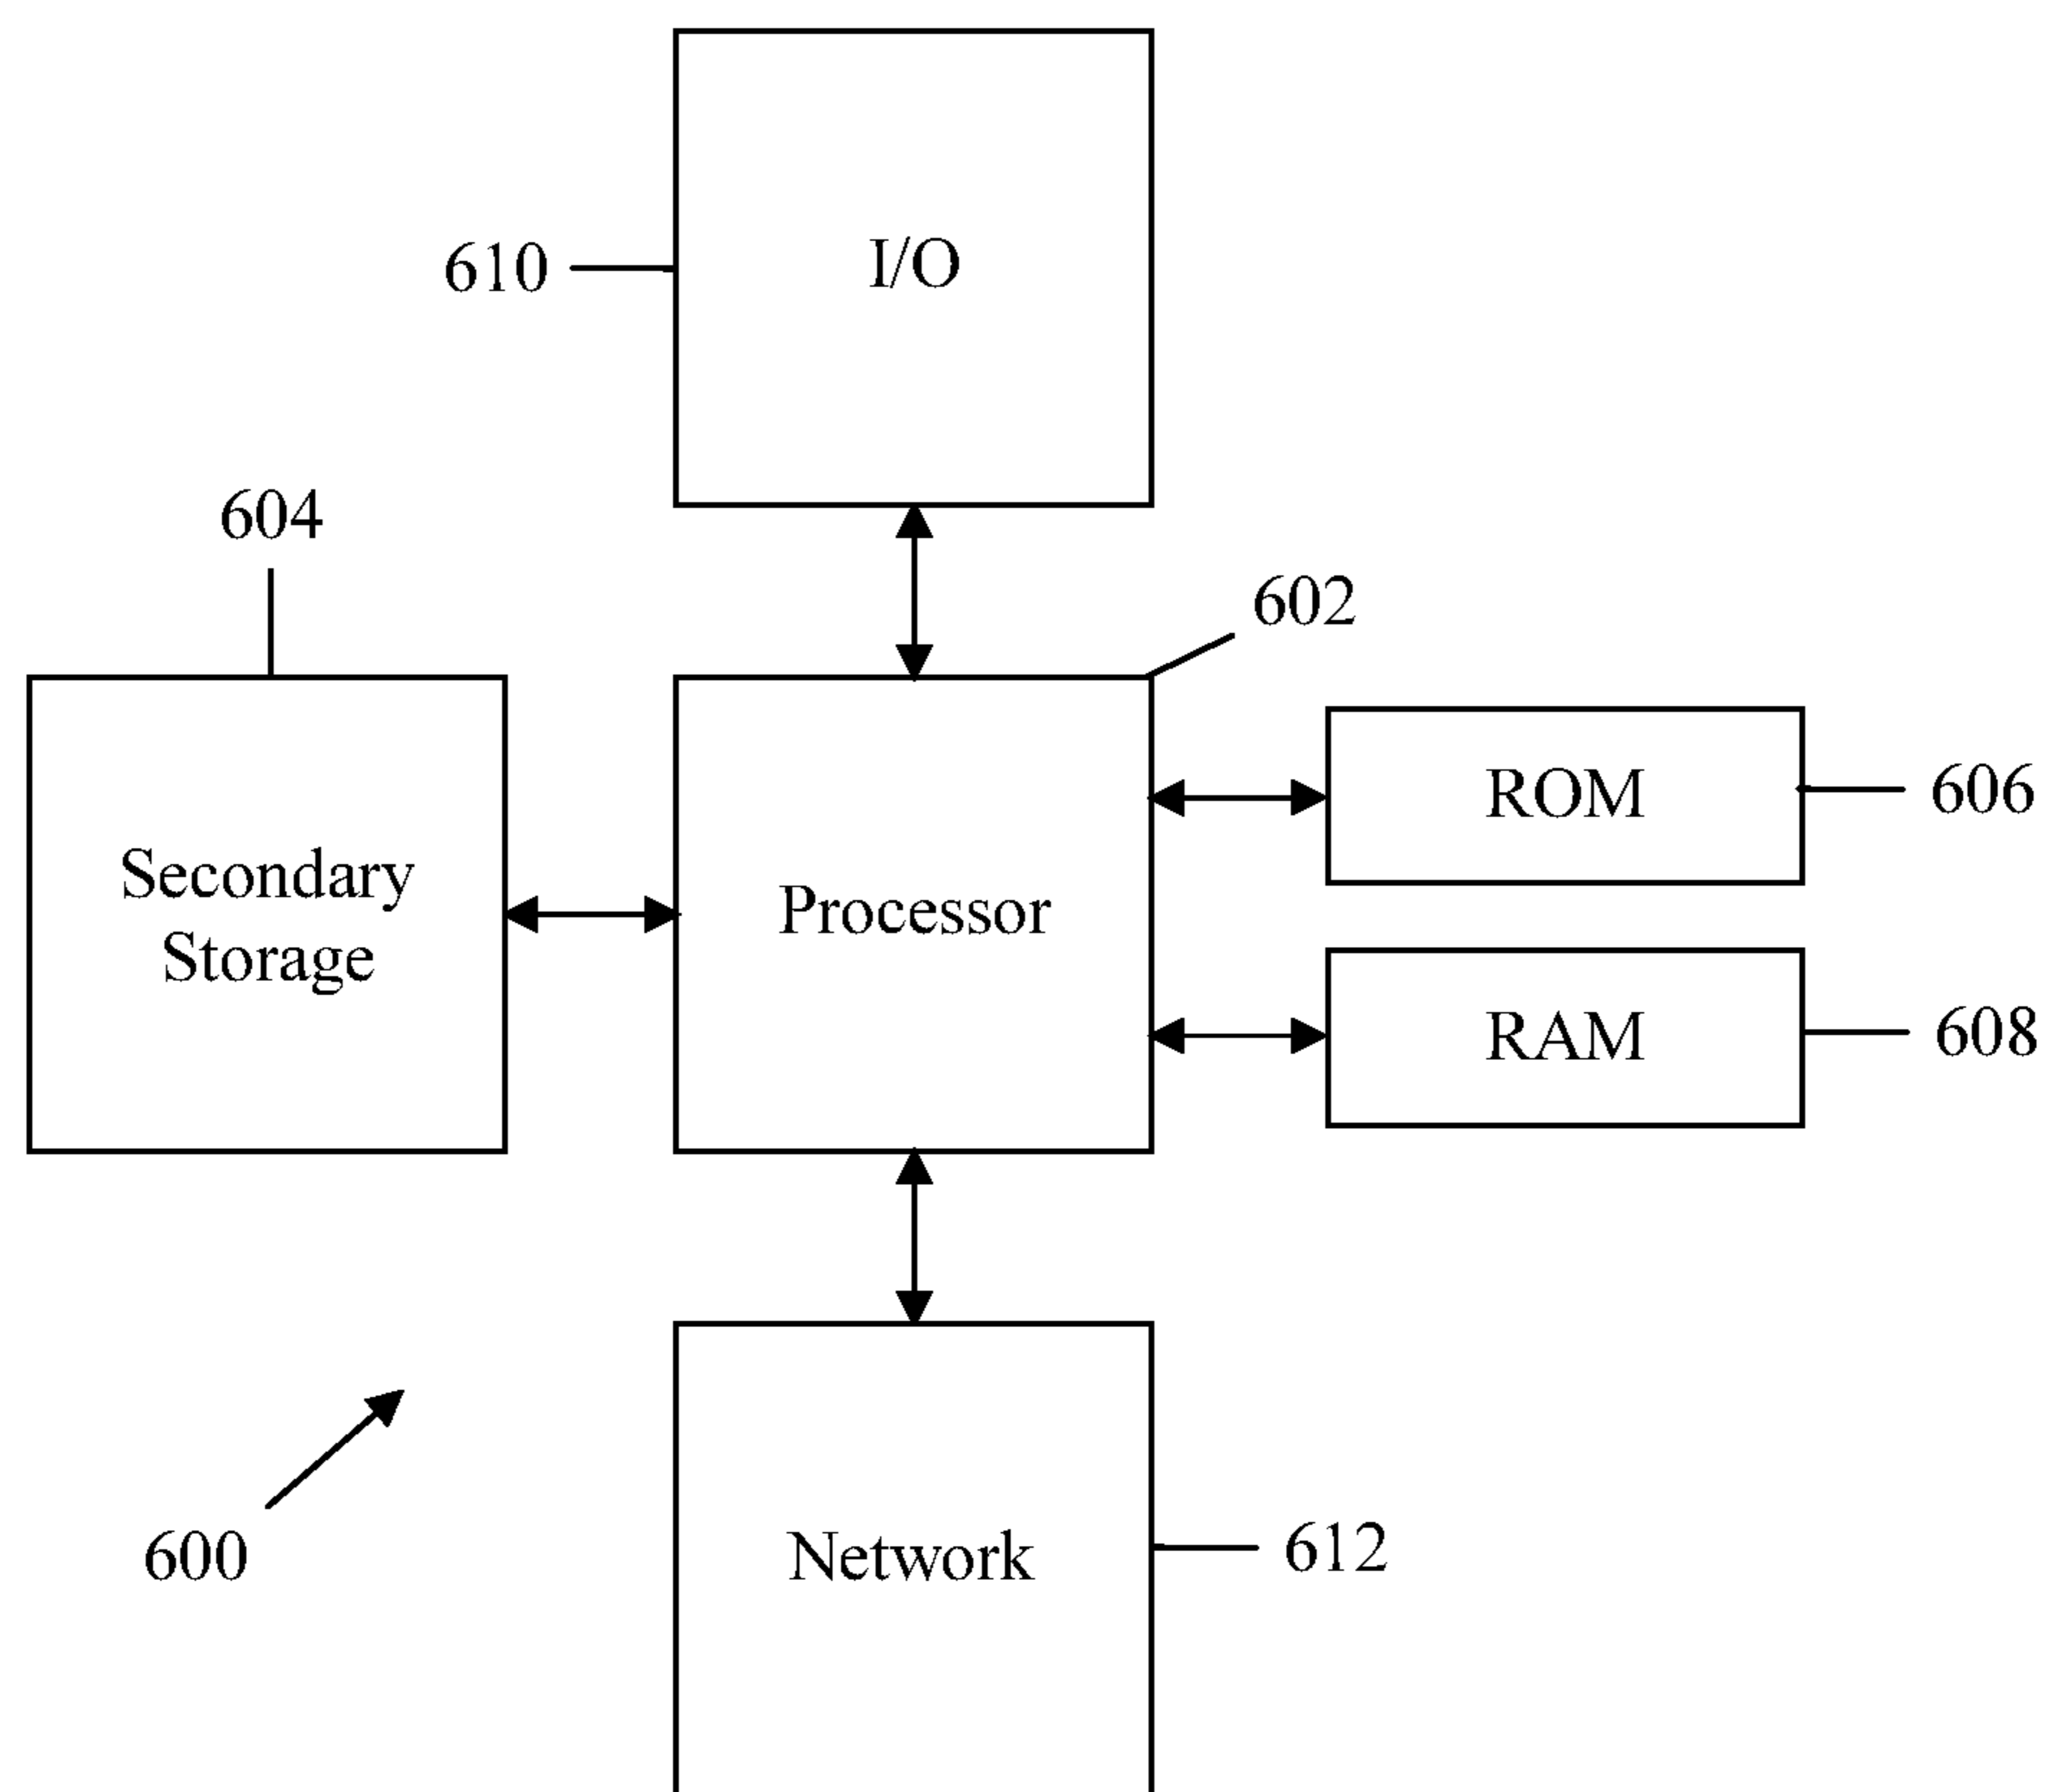 I/O
610
604
602
ROM
606
Secondary
Storage
Processor
RAM
608
600
Network
612